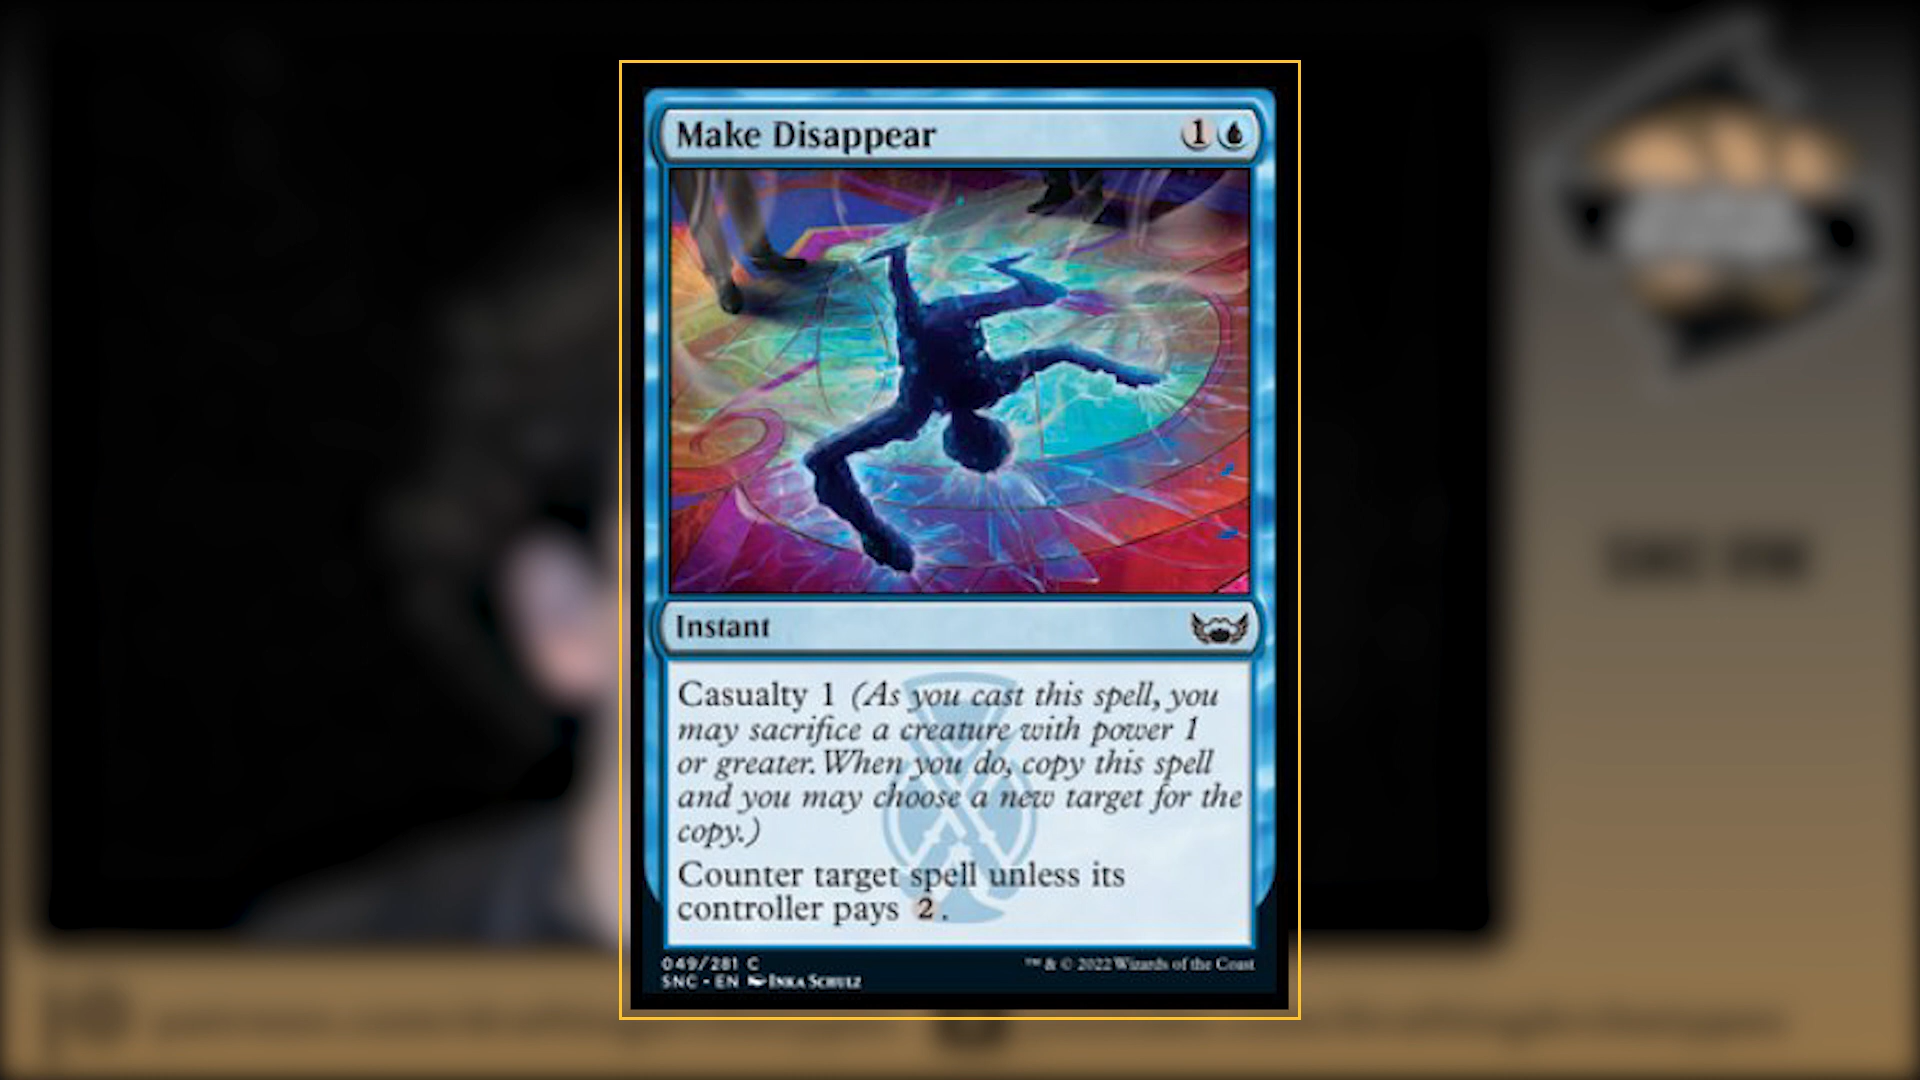 Make Disappear 1
Instant
Casualty 1 (As you cast this spell, you
may sacrifice a creature with power 1
or greater. When you do, copy this spell
and you may choose a new target for the
copy.)
Counter target spell unless its
controller pays 2.
049/281 C
™ & © 2022 Wizards of the Coast
SNC • EN Inka Schulz